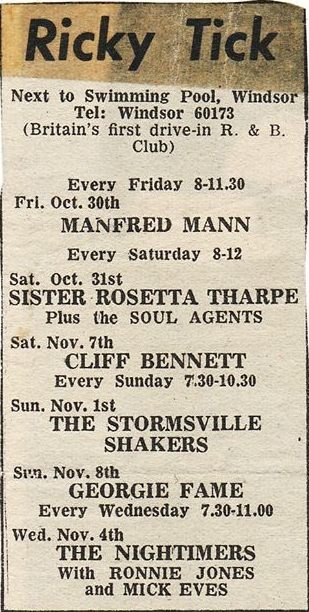 Ricky Tick
Next to Swimming Pool, Windsor
Tel: Windsor 60173
(Britain's first drive-in R. & B.
Club)
Every Friday 8-11.30
Fri. Oct. 30th
MANFRED MANN
Every Saturday 8-12
Sat. Oct. 31st
SISTER ROSETTA THARPE
Plus the SOUL AGENTS
Sat. Nov. 7th
CLIFF BENNETT
Every Sunday 7.30-10.30
Sun. Nov. 1st
THE STORMSVILLE
SHAKERS
Sun. Nov. 8th
GEORGIE FAME
Every Wednesday 7.30-11.00
Wed. Nov. 4th
THE NIGHTIMERS
With RONNIE JONES
and MICK EVES